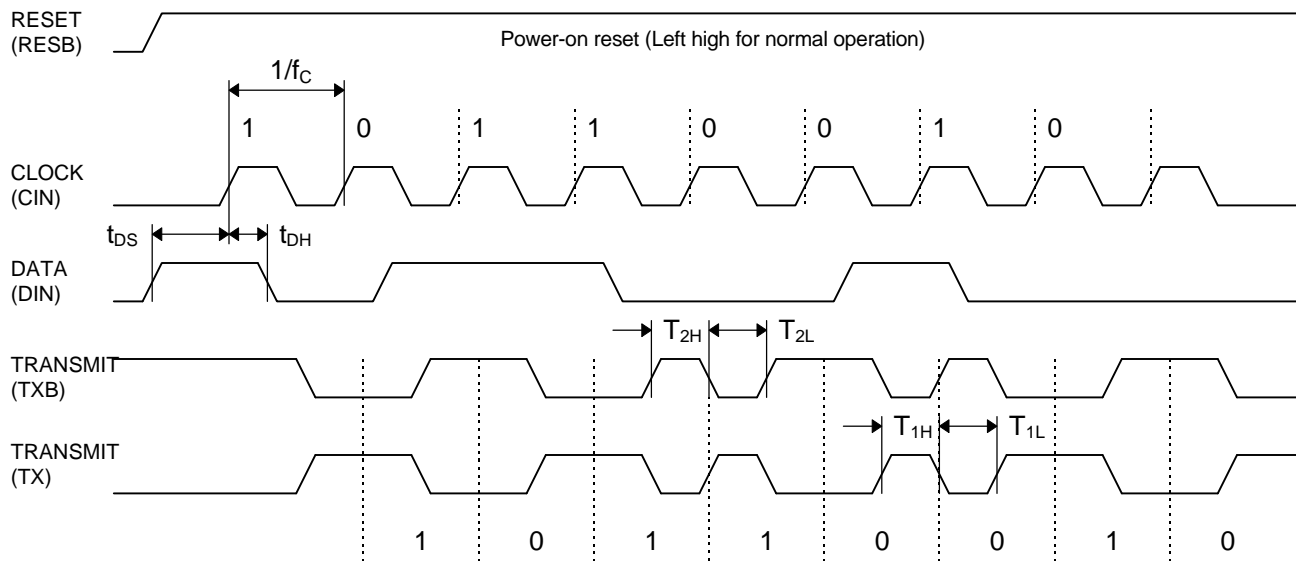 RESET
(RESB)
Power-on reset (Left high for normal operation)
1/fC
1 0 1 1 0 0 1 0
CLOCK
(CIN)
tDS tDH
DATA
(DIN)
T2H T2L
TRANSMIT
(TXB)
T1H T1L
TRANSMIT
(TX)
1 0 1 1 0 0 1 0